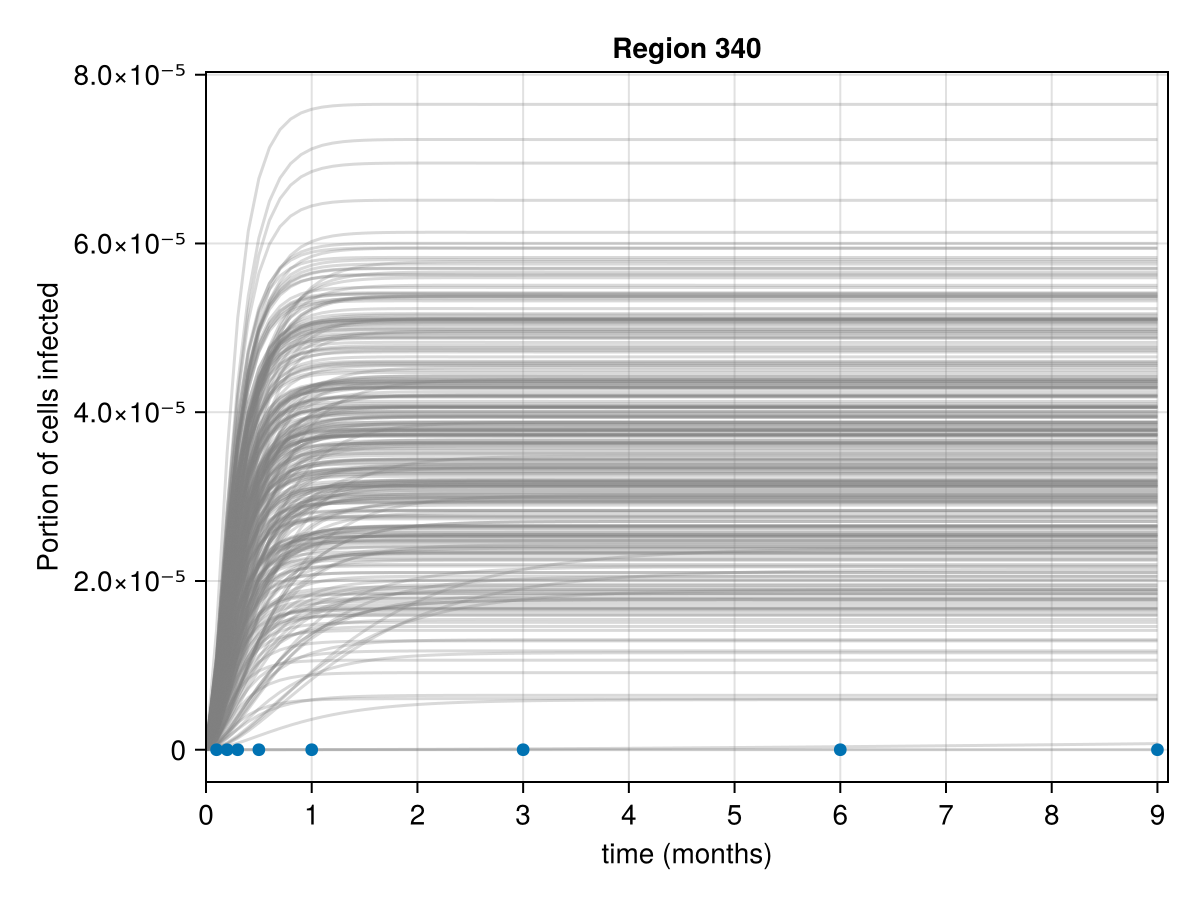 Region 340
8.0×10⁻⁵
6.0×10⁻⁵
4.0×10⁻⁵
2.0×10⁻⁵
0
Portion of cells infected
0 1 2 3 4 5 6 7 8 9
time (months)